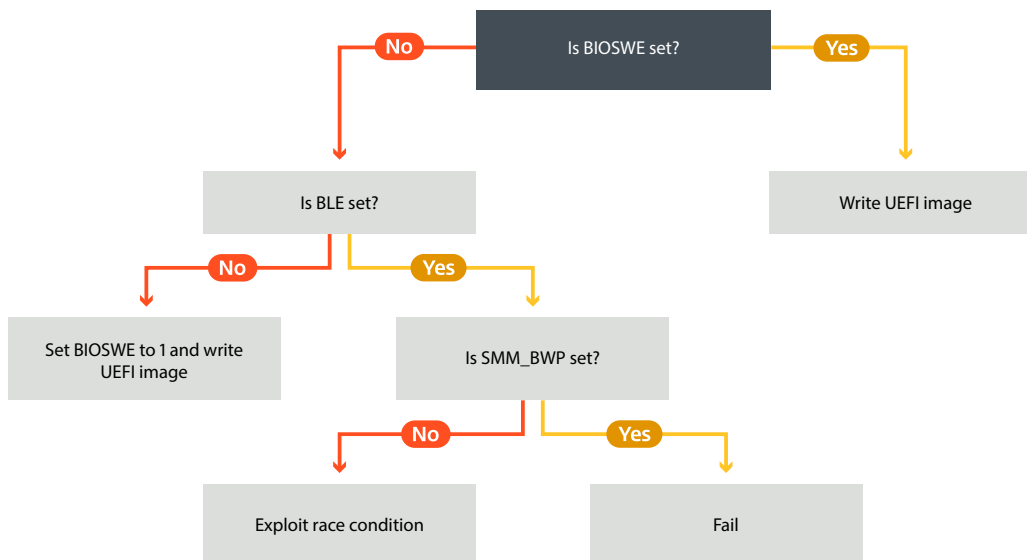 Is BIOSWE set?
No
Yes
Is BLE set?
Write UEFI image
No
Yes
Set BIOSWE to 1 and write
UEFI image
Is SMM_BWP set?
No
Yes
Exploit race condition
Fail